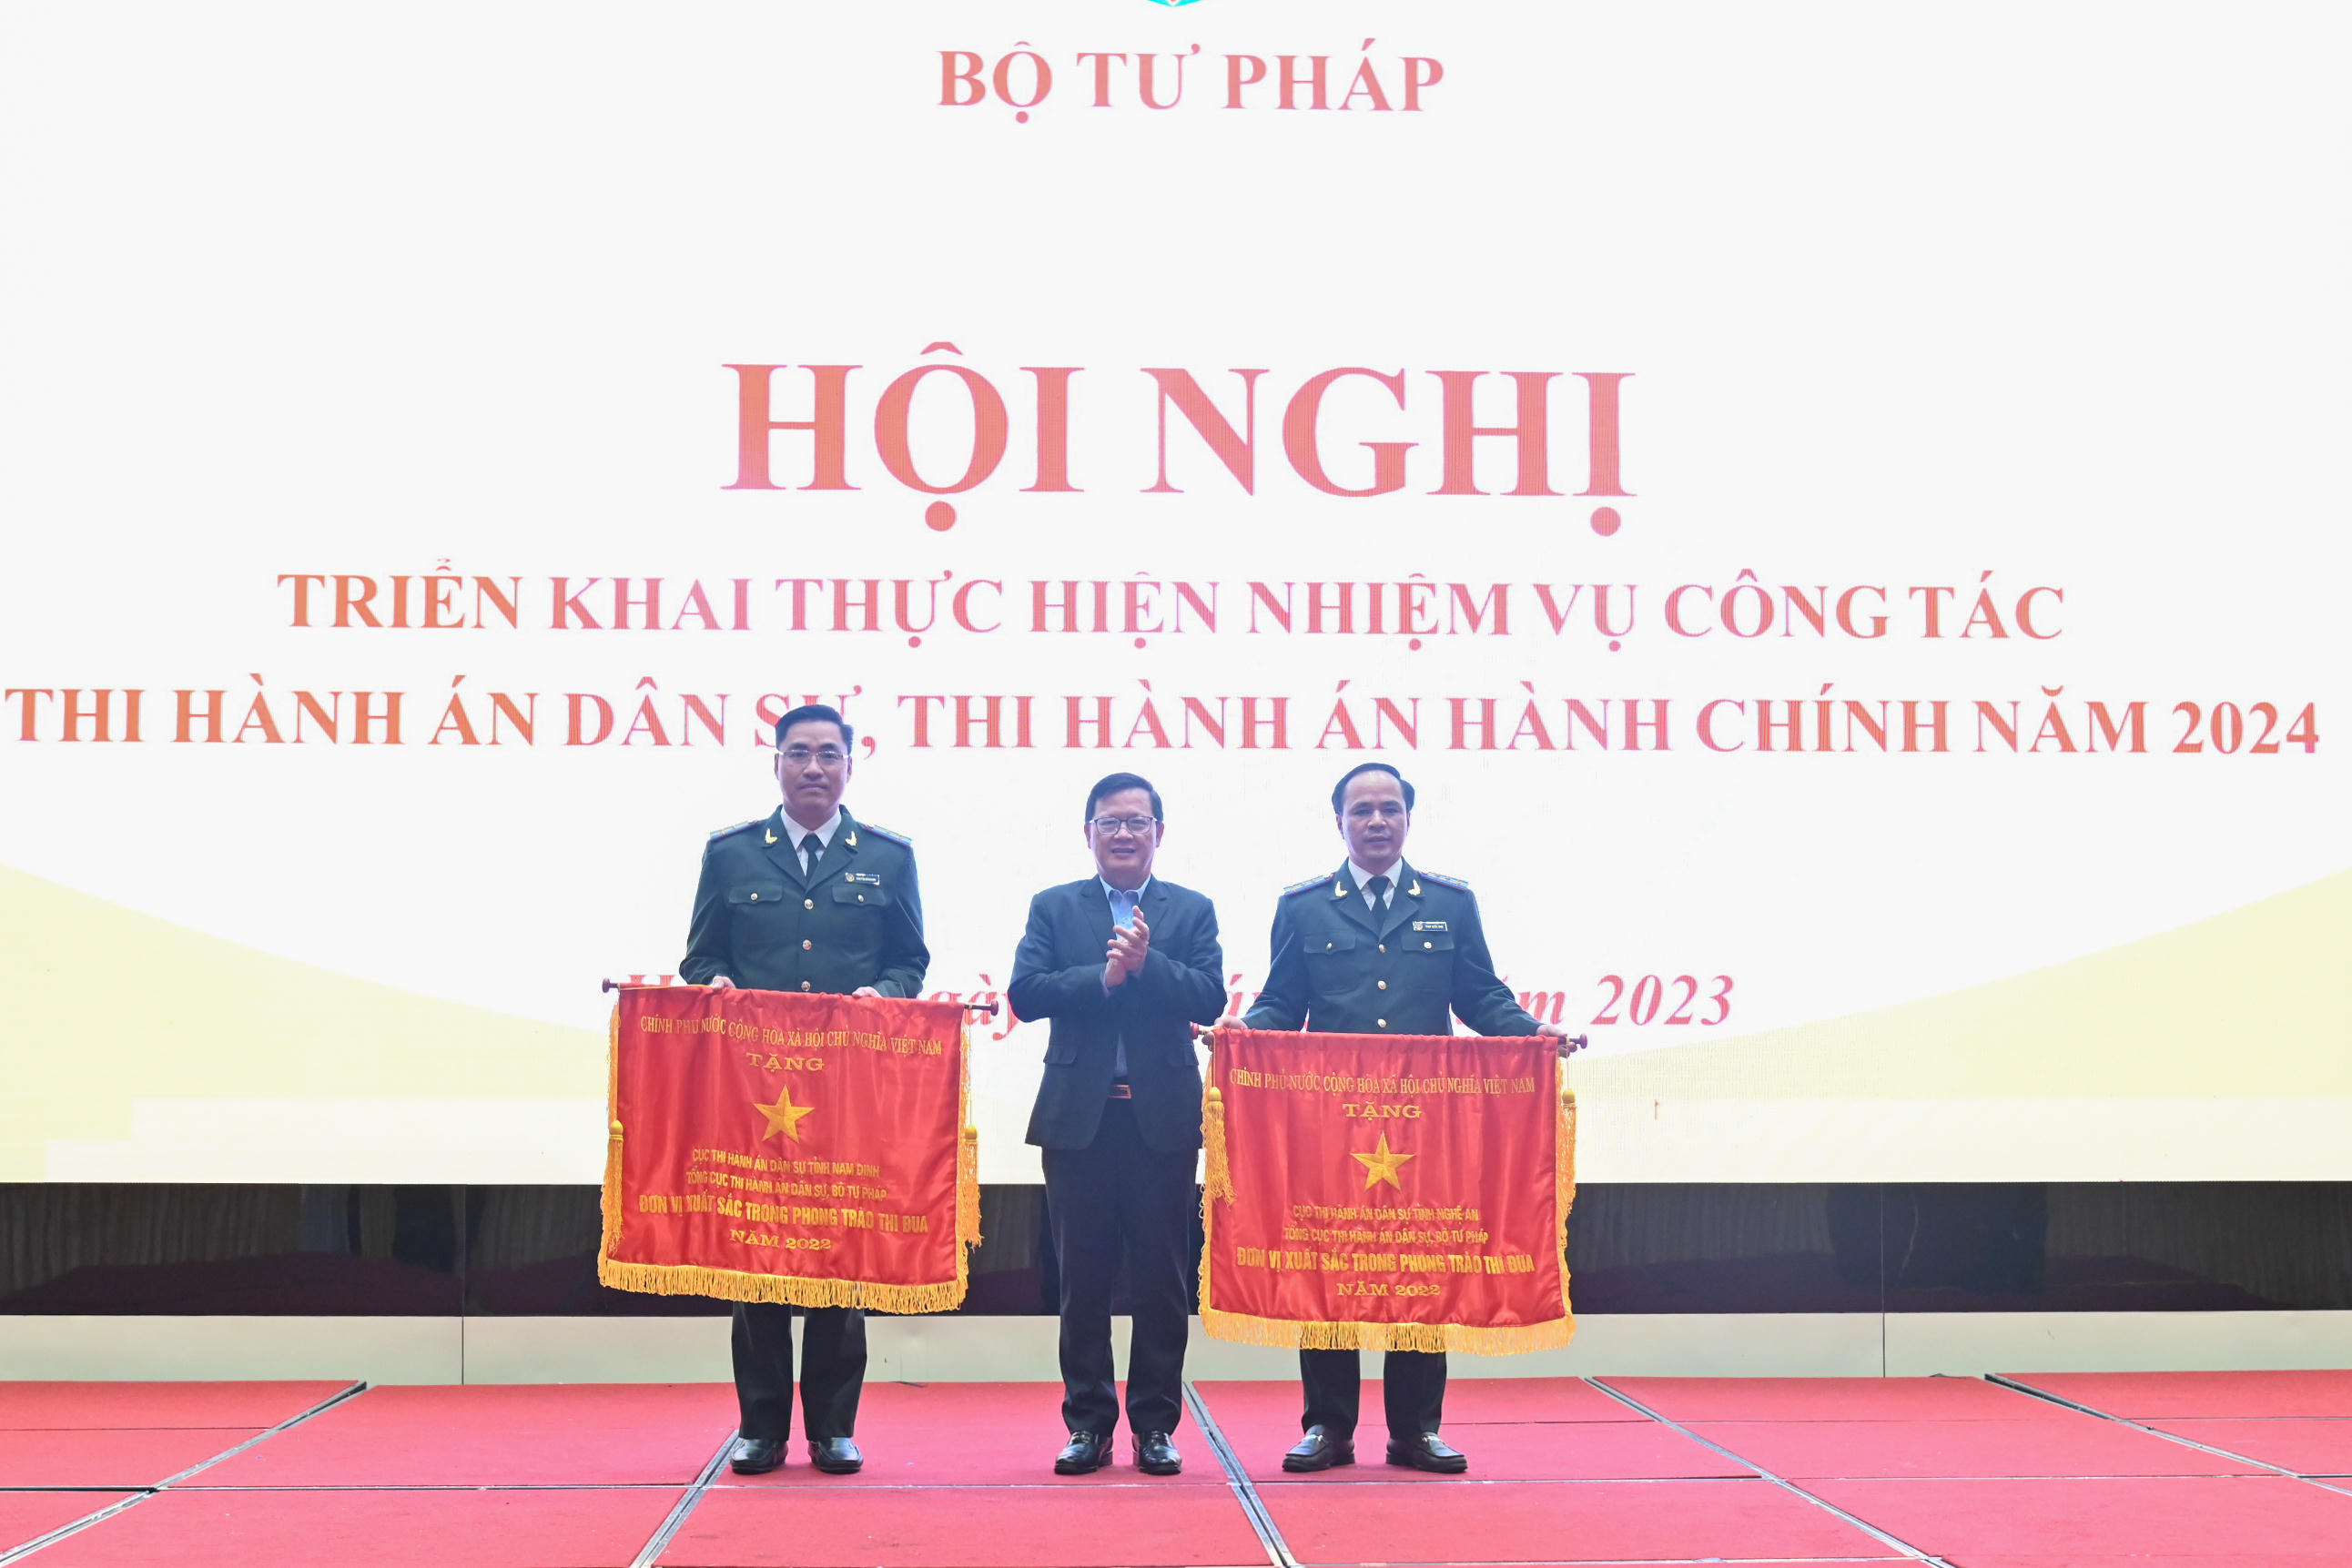 BỘ TƯ PHÁP
HỘI NGHỊ
TRIỂN KHAI THỰC HIỆN NHIỆM VỤ CÔNG TÁC
THI HÀNH ÁN DÂN SỰ, THI HÀNH ÁN HÀNH CHÍNH NĂM 2024
2023
CHÍNH PHỦ NƯỚC CỘNG HÒA XÃ HỘI CHỦ NGHĨA VIỆT NAM
TẶNG
CỤC THI HÀNH ÁN DÂN SỰ TỈNH NAM ĐỊNH
TỔNG CỤC THI HÀNH ÁN DÂN SỰ, BỘ TƯ PHÁP
ĐƠN VỊ XUẤT SẮC TRONG PHONG TRÀO THI ĐUA
NĂM 2022
CHÍNH PHỦ NƯỚC CỘNG HÒA XÃ HỘI CHỦ NGHĨA VIỆT NAM
TẶNG
CỤC THI HÀNH ÁN DÂN SỰ TỈNH NGHỆ AN
TỔNG CỤC THI HÀNH ÁN DÂN SỰ, BỘ TƯ PHÁP
ĐƠN VỊ XUẤT SẮC TRONG PHONG TRÀO THI ĐUA
NĂM 2022